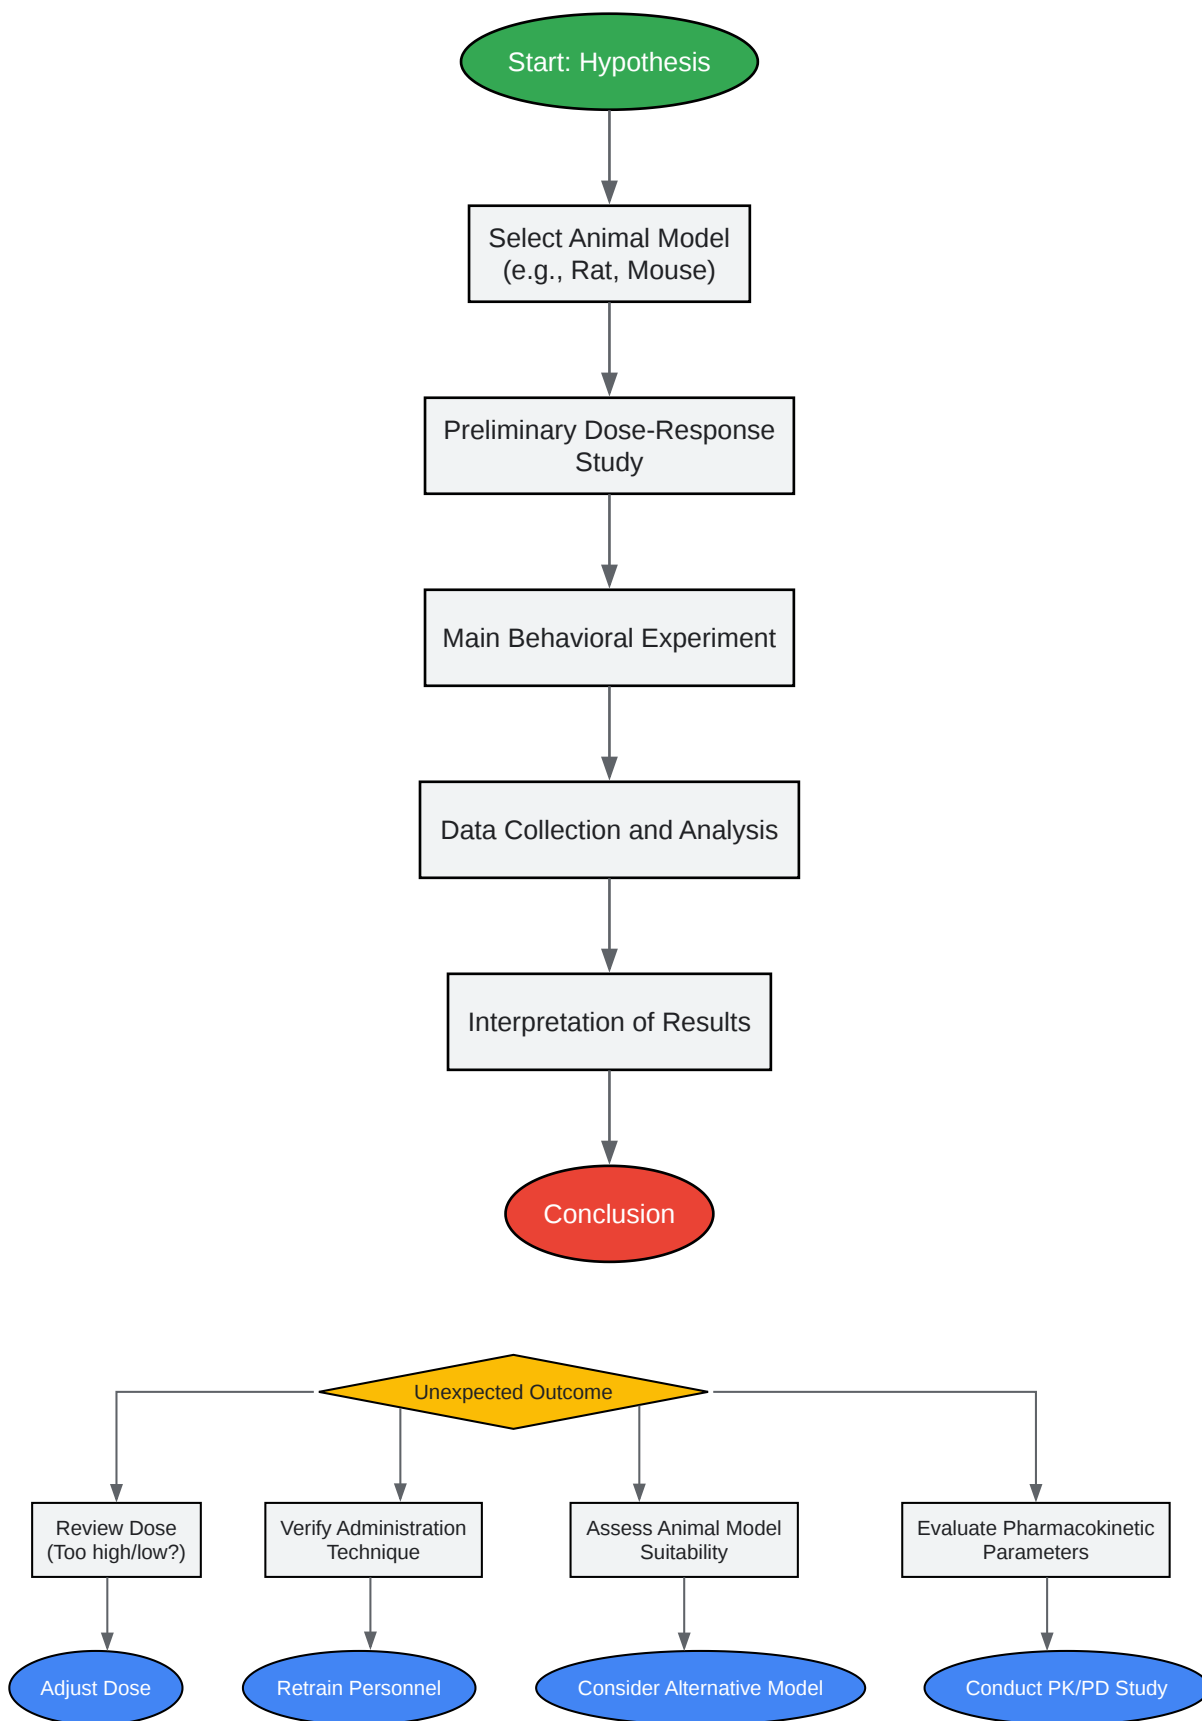 Start: Hypothesis
Select Animal Model
(e.g., Rat, Mouse)
Preliminary Dose-Response
Study
Main Behavioral Experiment
Data Collection and Analysis
Interpretation of Results
Conclusion
Unexpected Outcome
Review Dose
(Too high/low?)
Verify Administration
Technique
Assess Animal Model
Suitability
Evaluate Pharmacokinetic
Parameters
Adjust Dose
Retrain Personnel
Consider Alternative Model
Conduct PK/PD Study